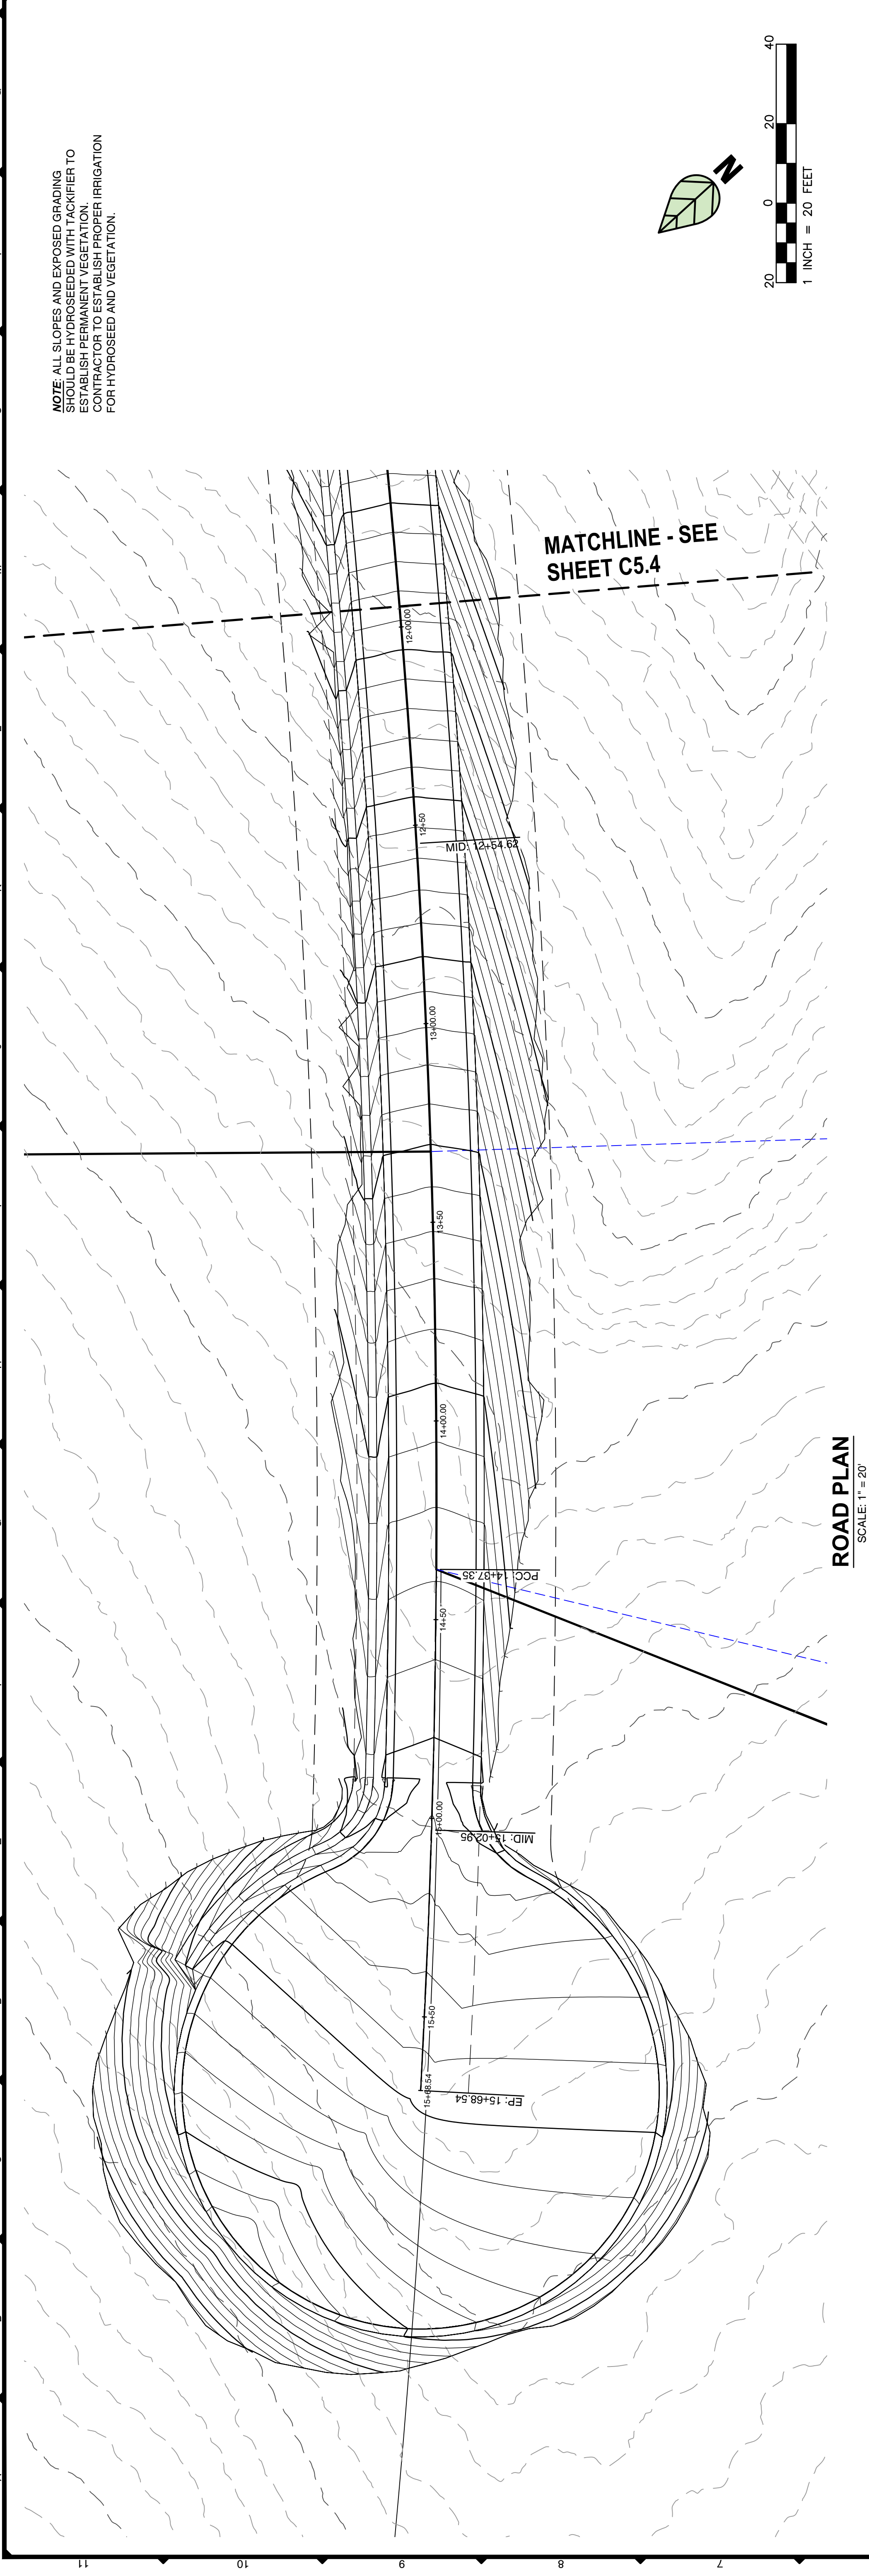 NOTE: ALL SLOPES AND EXPOSED GRADING
SHOULD BE HYDROSEEDED WITH TACKIFIER TO
ESTABLISH PERMANENT VEGETATION.
CONTRACTOR TO ESTABLISH PROPER IRRIGATION
FOR HYDROSEED AND VEGETATION.
N
20 0 20 40
1 INCH = 20 FEET
MATCHLINE - SEE
SHEET C5.4
12+00.00
12+50
MID: 12+54.62
13+00.00
13+50
14+00.00
PCC: 14+37.35
14+50
15+00.00
MID: 15+02.95
15+50
15+68.54
EP: 15+68.54
ROAD PLAN
SCALE: 1" = 20'
11
10
9
8
7